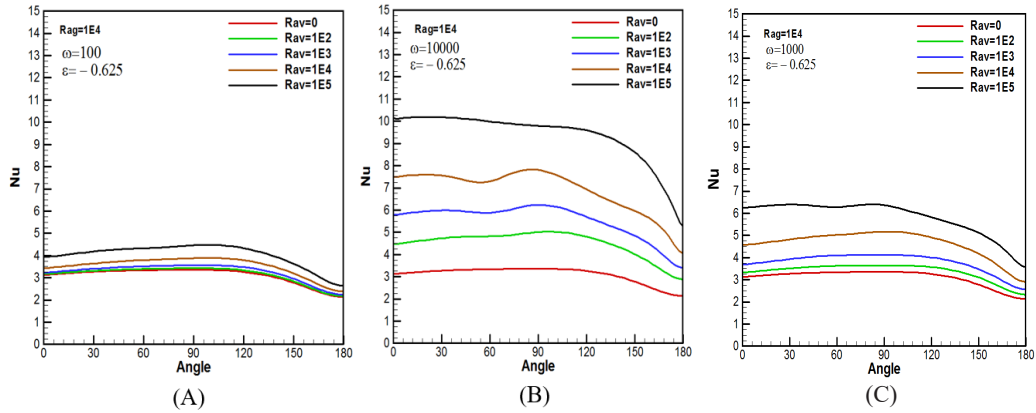 15
14
13
12
11
10
9
8
7
6
5
4
3
2
1
0
Nu
Rag=1E4
ω=100
ε= − 0.625
Rav=0
Rav=1E2
Rav=1E3
Rav=1E4
Rav=1E5
0 30 60 90 120 150 180
Angle
(A)
15
14
13
12
11
10
9
8
7
6
5
4
3
2
1
0
Nu
Rag=1E4
ω=10000
ε= − 0.625
Rav=0
Rav=1E2
Rav=1E3
Rav=1E4
Rav=1E5
0 30 60 90 120 150 180
Angle
(B)
15
14
13
12
11
10
9
8
7
6
5
4
3
2
1
0
Nu
Rag=1E4
ω=1000
ε= − 0.625
Rav=0
Rav=1E2
Rav=1E3
Rav=1E4
Rav=1E5
0 30 60 90 120 150 180
Angle
(C)